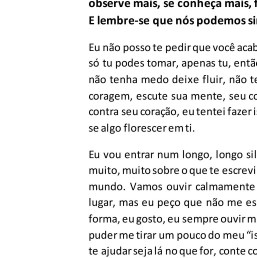 observe mais, se conheça mais, f
E lembre-se que nós podemos si
Eu não posso te pedir que você acab
só tu podes tomar, apenas tu, entã
não tenha medo deixe fluir, não te
coragem, escute sua mente, seu co
contra seu coração, eu tentei fazer i
se algo florescer em ti.
Eu vou entrar num longo, longo sil
muito, muito sobre o que te escrevi
mundo. Vamos ouvir calmamente
lugar, mas eu peço que não me es
forma, eu gosto, eu sempre ouvir m
puder me tirar um pouco do meu "is
te ajudar seja lá no que for, conte co